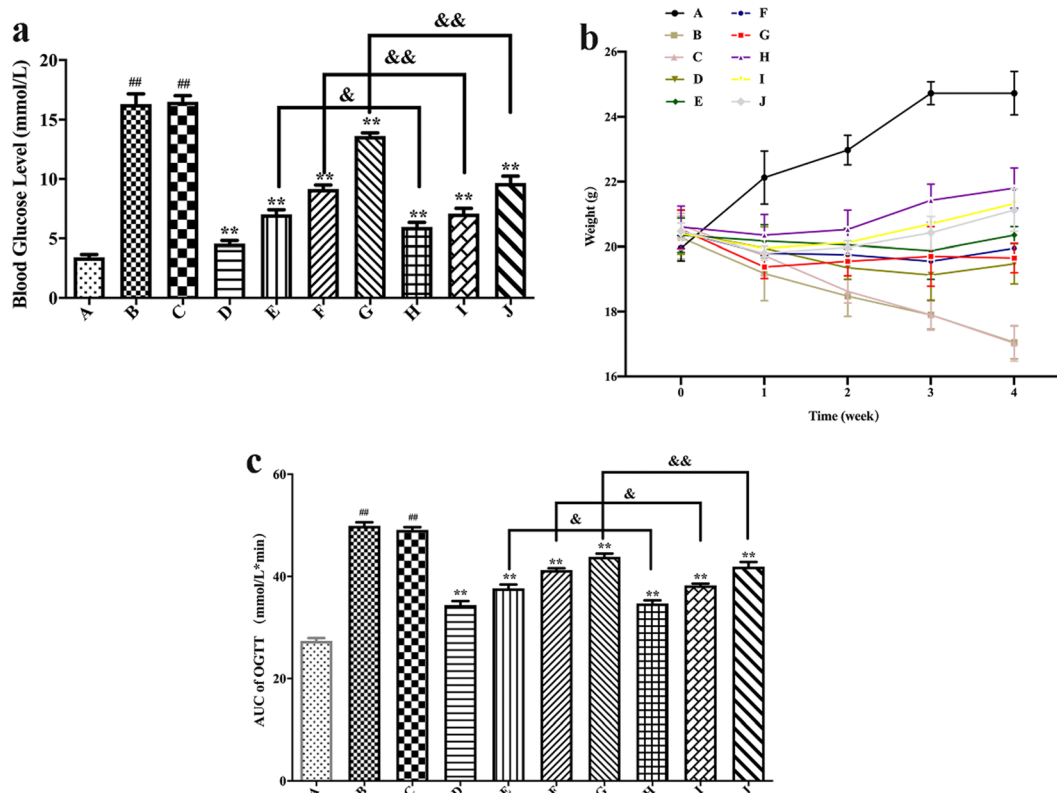 a
Blood Glucose Level (mmol/L)
20
15
10
5
0
##
##
**
**
**
**
**
**
**
&
&&
&&
A B C D E F G H I J
b
A F
B G
C H
D I
E J
Weight (g)
26
24
22
20
18
16
0 1 2 3 4
Time (week)
c
AUC of OGTT (mmol/L*min)
60
40
20
0
##
##
**
**
**
**
**
**
**
&
&
&&
A B C D E F G H I J